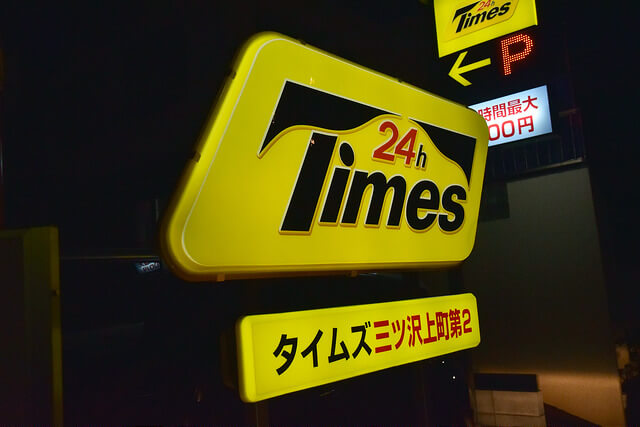 24h
Times
P
時間最大
00円
24h
Times
タイムズ三ツ沢上町第2